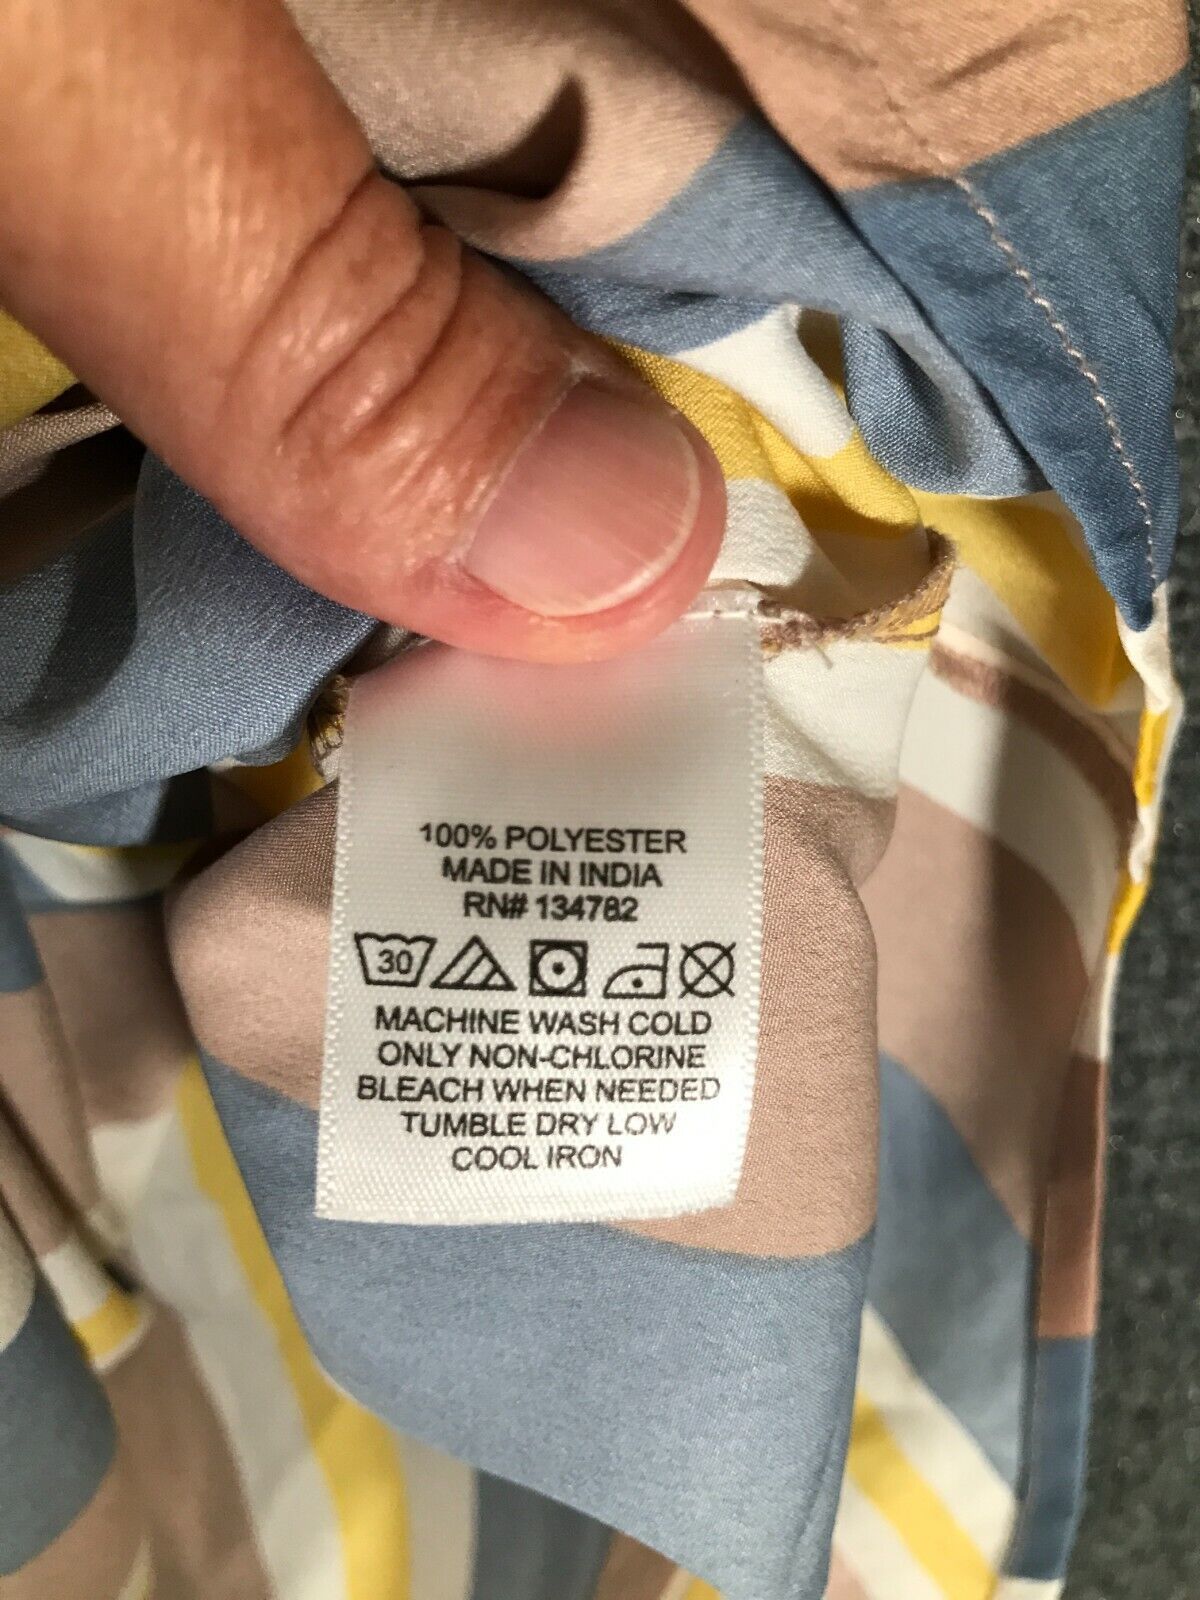 100% POLYESTER
MADE IN INDIA
RN# 134782
30
MACHINE WASH COLD
ONLY NON-CHLORINE
BLEACH WHEN NEEDED
TUMBLE DRY LOW
COOL IRON